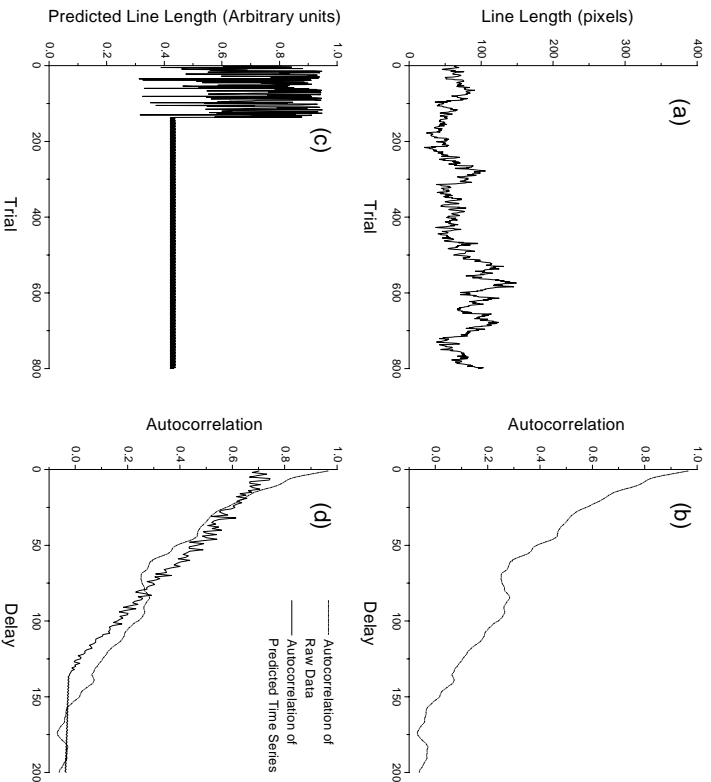 (a)
Line Length (pixels)
400
300
200
100
0
0
200
400
600
800
Trial
(b)
Autocorrelation
1.0
0.8
0.6
0.4
0.2
0.0
0
50
100
150
200
Delay
(c)
Predicted Line Length (Arbitrary units)
1.0
0.8
0.6
0.4
0.2
0.0
0
200
400
600
800
Trial
(d)
Autocorrelation
1.0
0.8
0.6
0.4
0.2
0.0
0
50
100
150
200
Delay
Autocorrelation of
Raw Data
Autocorrelation of
Predicted Time Series